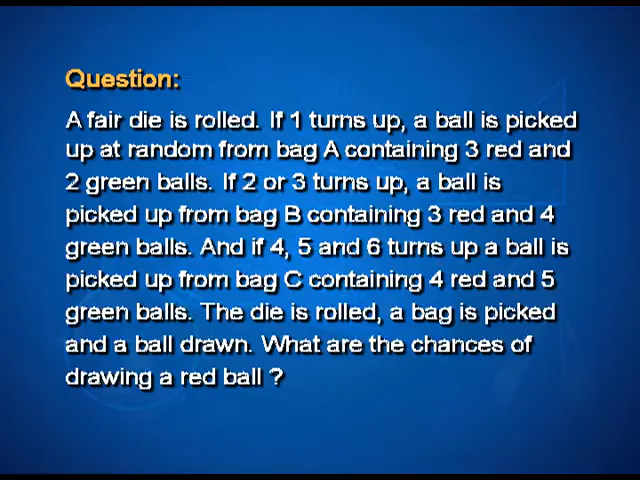 Question:
A fair die is rolled. If 1 turns up, a ball is picked
up at random from bag A containing 3 red and
2 green balls. If 2 or 3 turns up, a ball is
picked up from bag B containing 3 red and 4
green balls. And if 4, 5 and 6 turns up a ball is
picked up from bag C containing 4 red and 5
green balls. The die is rolled, a bag is picked
and a ball drawn. What are the chances of
drawing a red ball ?